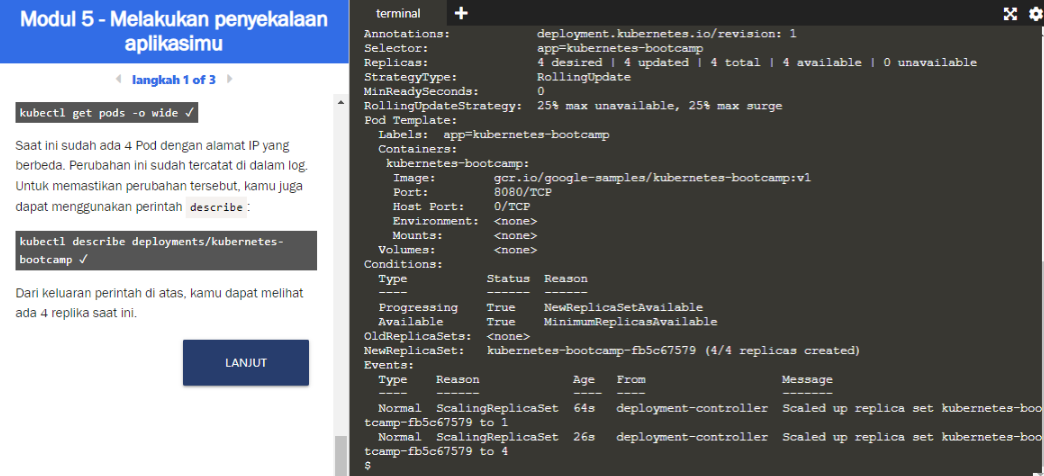 Modul 5 - Melakukan penyekalaan
aplikasimu
langkah 1 of 3
kubectl get pods -o wide ✓
Saat ini sudah ada 4 Pod dengan alamat IP yang
berbeda. Perubahan ini sudah tercatat di dalam log.
Untuk memastikan perubahan tersebut, kamu juga
dapat menggunakan perintah describe:
kubectl describe deployments/kubernetes-
bootcamp ✓
Dari keluaran perintah di atas, kamu dapat melihat
ada 4 replika saat ini.
LANJUT
terminal +
Annotations: deployment.kubernetes.io/revision: 1
Selector: app=kubernetes-bootcamp
Replicas: 4 desired | 4 updated | 4 total | 4 available | 0 unavailable
StrategyType: RollingUpdate
MinReadySeconds: 0
RollingUpdateStrategy: 25% max unavailable, 25% max surge
Pod Template:
Labels: app=kubernetes-bootcamp
Containers:
kubernetes-bootcamp:
Image: gcr.io/google-samples/kubernetes-bootcamp:v1
Port: 8080/TCP
Host Port: 0/TCP
Environment: <none>
Mounts: <none>
Volumes: <none>
Conditions:
Type Status Reason
---- ------ ------
Progressing True NewReplicaSetAvailable
Available True MinimumReplicasAvailable
OldReplicaSets: <none>
NewReplicaSet: kubernetes-bootcamp-fb5c67579 (4/4 replicas created)
Events:
Type Reason Age From Message
---- ------ ---- ---- -------
Normal ScalingReplicaSet 64s deployment-controller Scaled up replica set kubernetes-boo
tcamp-fb5c67579 to 1
Normal ScalingReplicaSet 26s deployment-controller Scaled up replica set kubernetes-boo
tcamp-fb5c67579 to 4
$